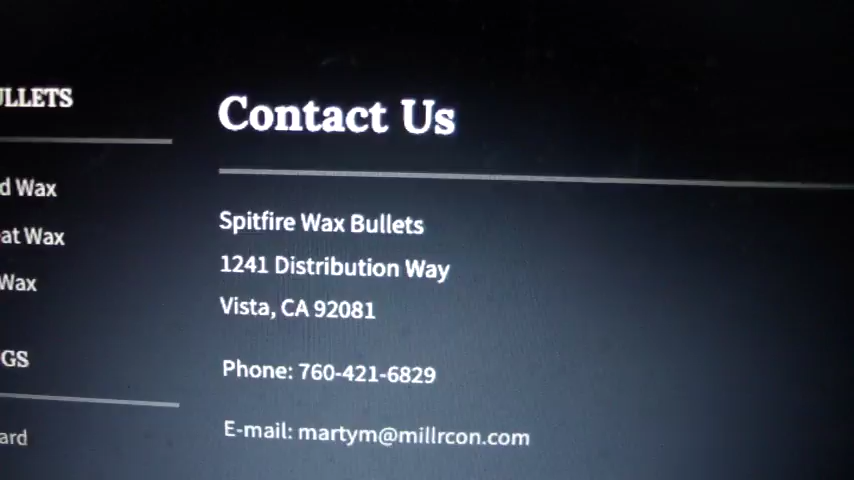 ULLETS
d Wax
at Wax
Wax
GS
ard
Contact Us
Spitfire Wax Bullets
1241 Distribution Way
Vista, CA 92081
Phone: 760-421-6829
E-mail: martym@millrcon.com